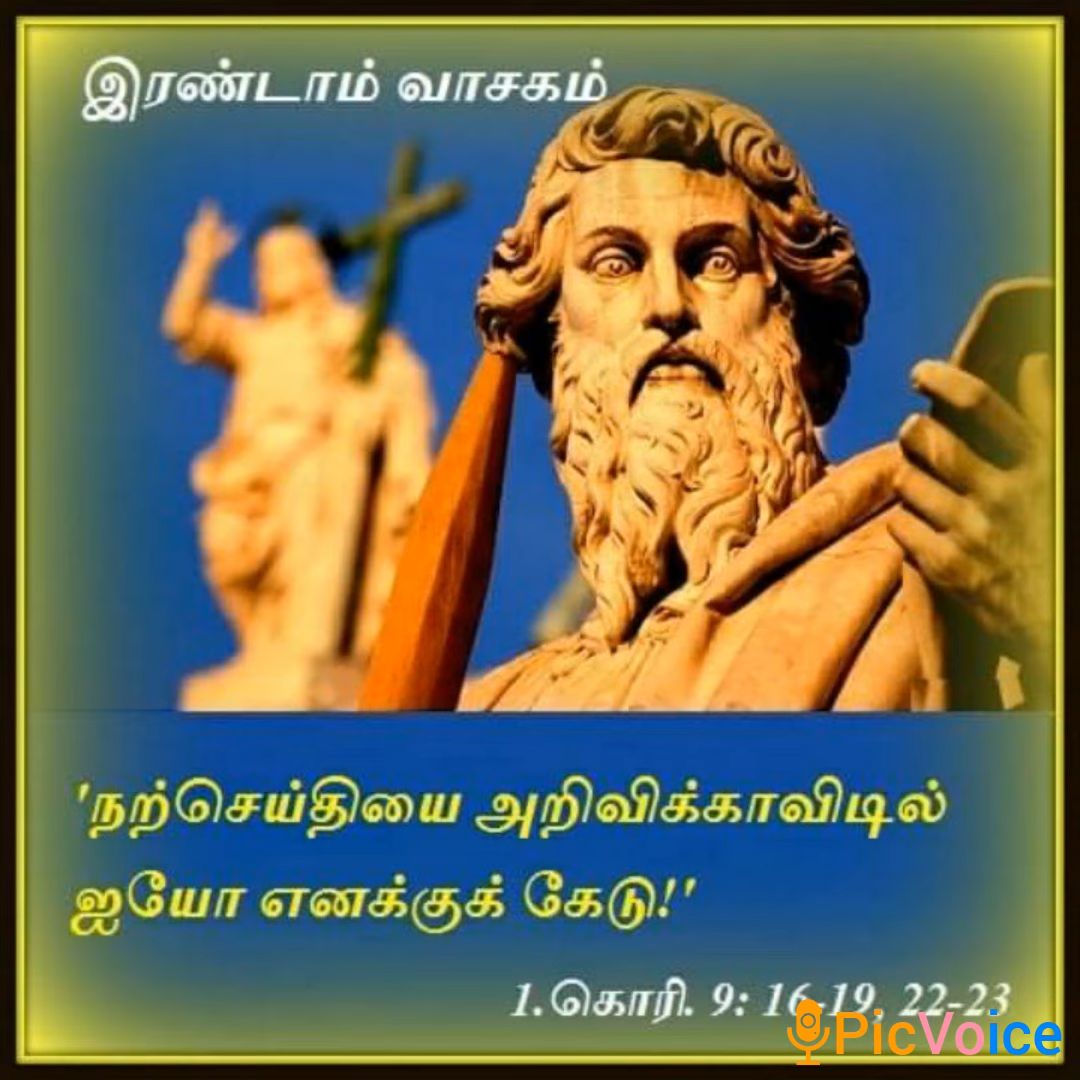 இரண்டாம் வாசகம்
'நற்செய்தியை அறிவிக்காவிடில்
ஐயோ எனக்குக் கேடு!'
1.கொரி. 9: 16-19, 22-23
PicVoice